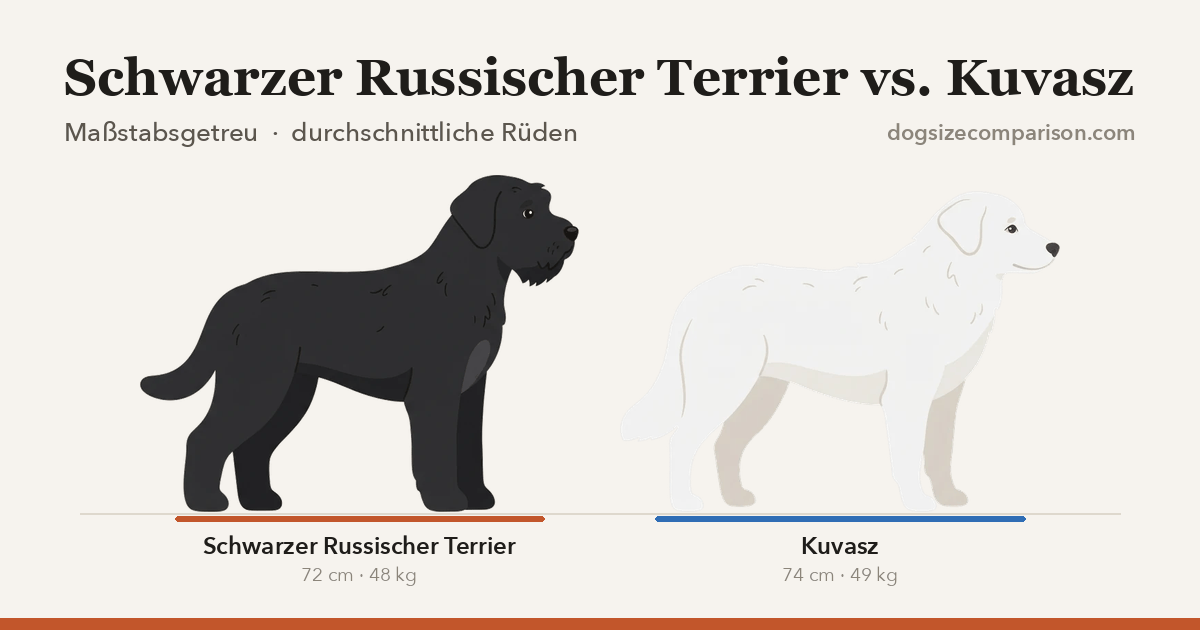 Schwarzer Russischer Terrier vs. Kuvasz
Maßstabsgetreu · durchschnittliche Rüden
dogsizecomparison.com
Schwarzer Russischer Terrier
72 cm · 48 kg
Kuvasz
74 cm · 49 kg